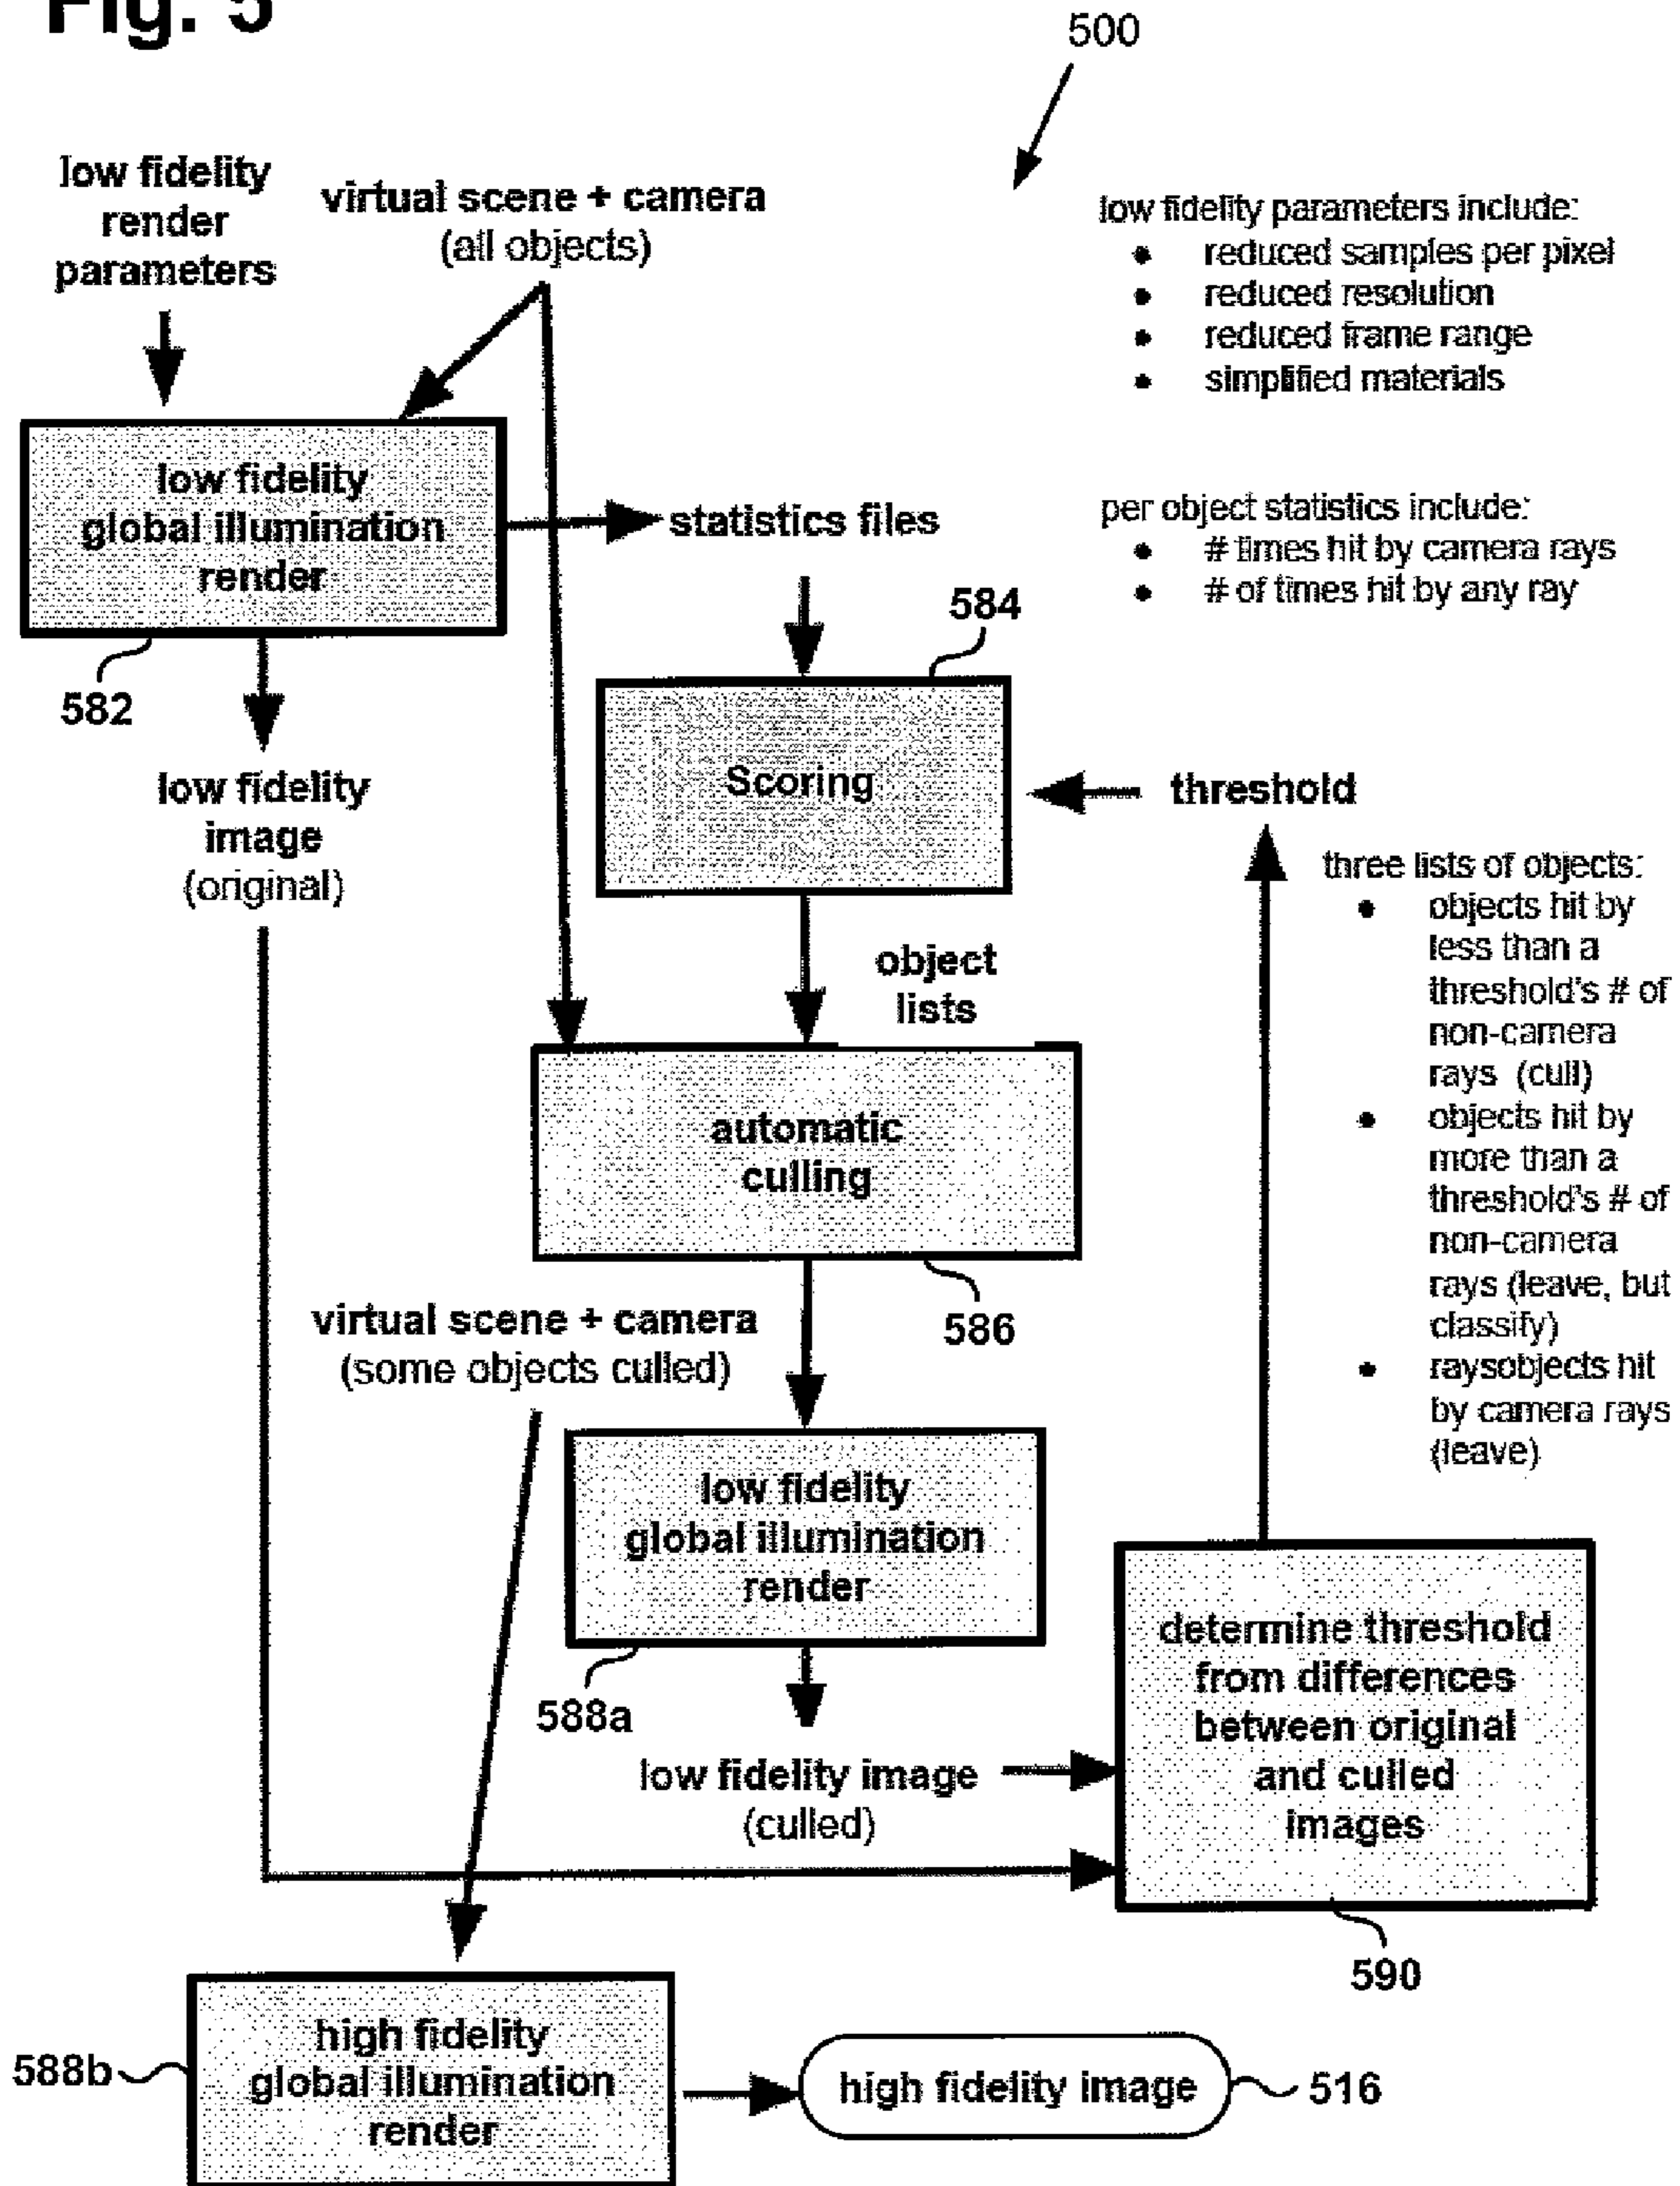 Fig. 5
500
low fidelity
render
parameters
virtual scene + camera
(all objects)
low fidelity parameters include:
• reduced samples per pixel
• reduced resolution
• reduced frame range
• simplified materials
low fidelity
global illumination
render
582
statistics files
per object statistics include:
• # times hit by camera rays
• # of times hit by any ray
584
Scoring
threshold
low fidelity
image
(original)
three lists of objects:
• objects hit by
less than a
threshold's # of
non-camera
rays (cull)
• objects hit by
more than a
threshold's # of
non-camera
rays (leave, but
classify)
• raysobjects hit
by camera rays
(leave)
object
lists
automatic
culling
586
virtual scene + camera
(some objects culled)
low fidelity
global illumination
render
588a
low fidelity image
(culled)
determine threshold
from differences
between original
and culled
images
590
high fidelity
global illumination
render
588b
high fidelity image
516